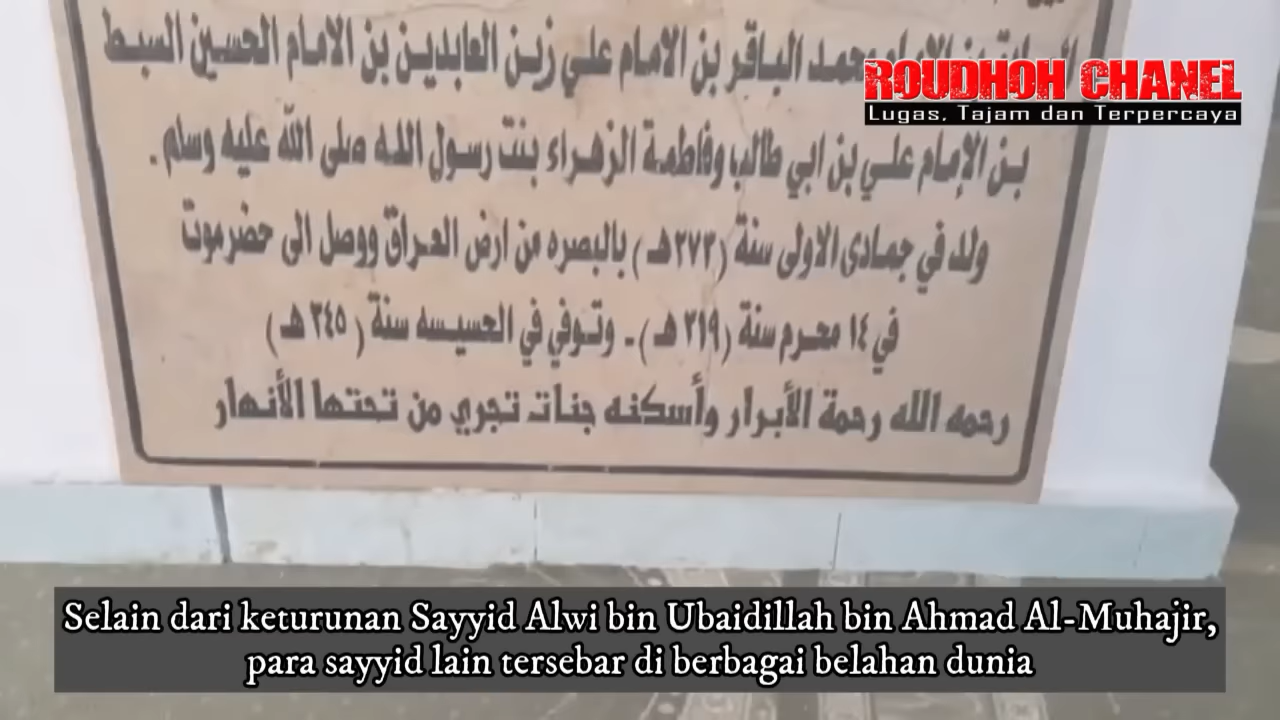 محمد الباقر بن الامام علي زين العابدين بن الامام الحسين السبط
ROUDHOH CHANEL
Lugas, Tajam dan Terpercaya
بن الإمام علي بن ابي طالب وفاطمة الزهراء بنت رسول الله صلى الله عليه وسلم .
ولد في جمادى الاولى سنة (٢٧٣هـ) بالبصره من ارض العراق ووصل الى حضرموت
في ١٤ محرم سنة (٣١٩ هـ) ـ وتوفي في الحسيسه سنة (٣٤٥ هـ)
رحمه الله رحمة الأبرار وأسكنه جنات تجري من تحتها الأنهار
Selain dari keturunan Sayyid Alwi bin Ubaidillah bin Ahmad Al-Muhajir,
para sayyid lain tersebar di berbagai belahan dunia